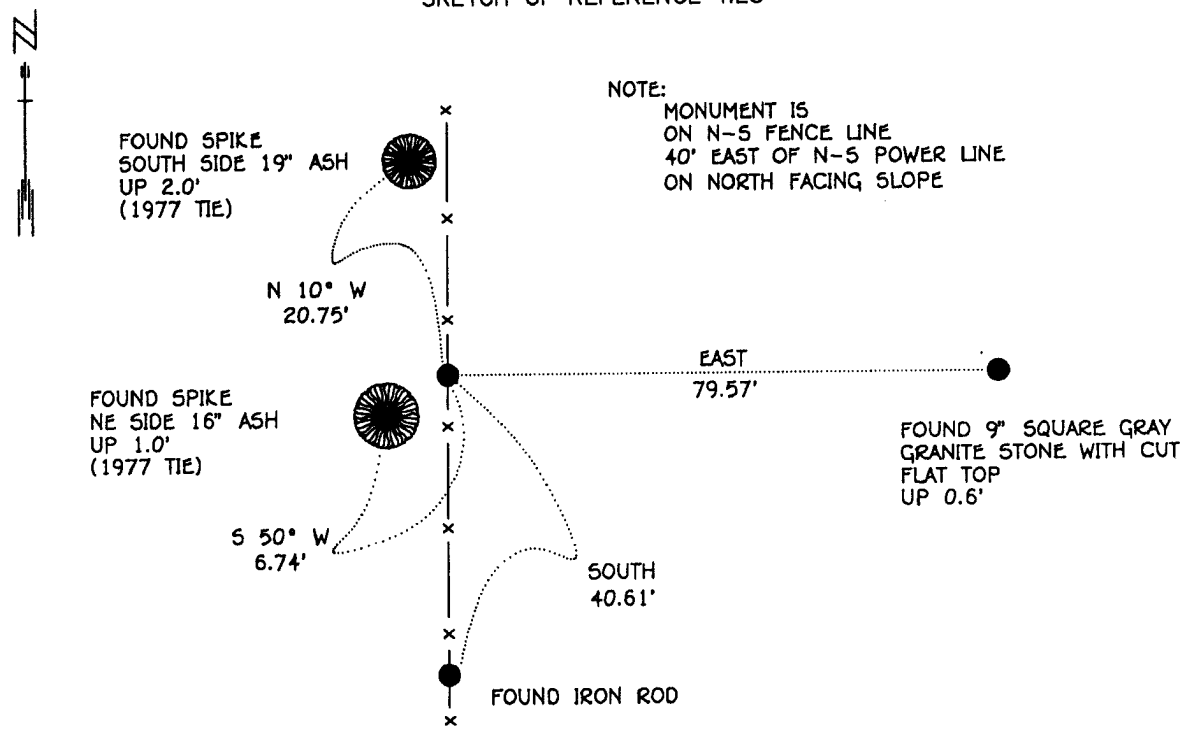 SKETCH OF REFERENCE TIES
N
NOTE:
MONUMENT IS
ON N-S FENCE LINE
40' EAST OF N-S POWER LINE
ON NORTH FACING SLOPE
FOUND SPIKE
SOUTH SIDE 19" ASH
UP 2.0'
(1977 TIE)
N 10° W
20.75'
EAST
79.57'
FOUND SPIKE
NE SIDE 16" ASH
UP 1.0'
(1977 TIE)
FOUND 9" SQUARE GRAY
GRANITE STONE WITH CUT
FLAT TOP
UP 0.6'
S 50° W
6.74'
SOUTH
40.61'
FOUND IRON ROD